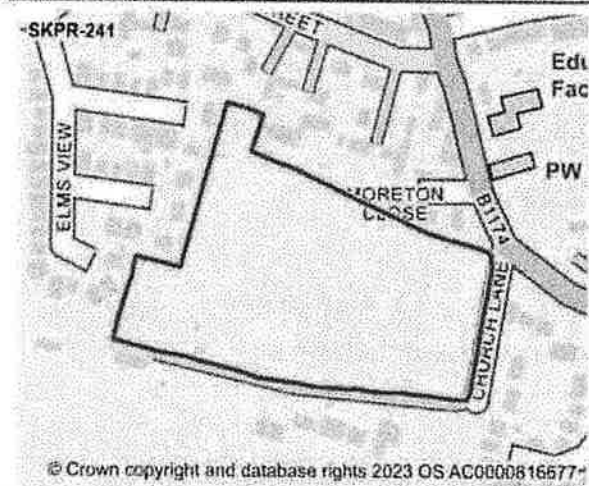 SKPR-241
REET
Edu
Fac
ELMS VIEW
MORETON
CLOSE
PW
B1174
CHURCH LANE
© Crown copyright and database rights 2023 OS AC0000816677